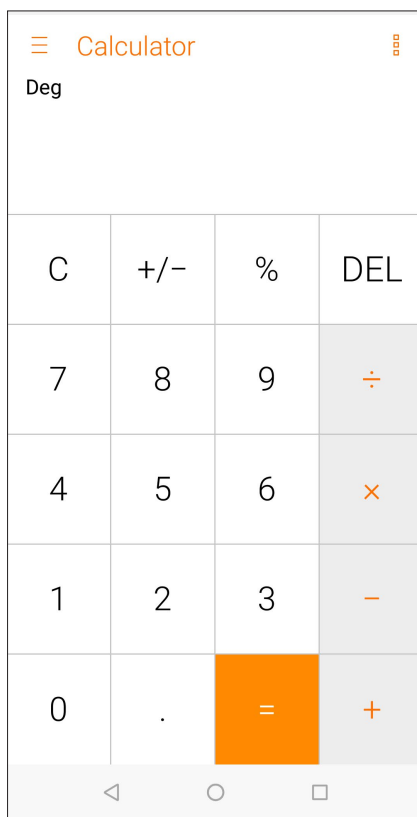 Calculator
Deg
C +/− % DEL
7 8 9 ÷
4 5 6 ×
1 2 3 −
0 . = +